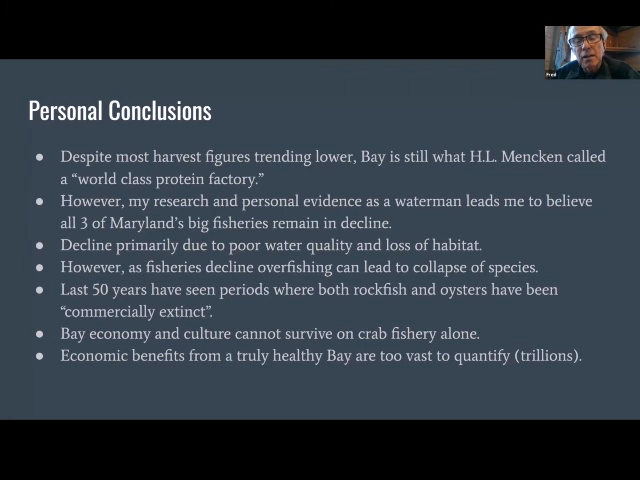 Fred
Personal Conclusions
● Despite most harvest figures trending lower, Bay is still what H.L. Mencken called
a “world class protein factory.”
● However, my research and personal evidence as a waterman leads me to believe
all 3 of Maryland’s big fisheries remain in decline.
● Decline primarily due to poor water quality and loss of habitat.
● However, as fisheries decline overfishing can lead to collapse of species.
● Last 50 years have seen periods where both rockfish and oysters have been
“commercially extinct”.
● Bay economy and culture cannot survive on crab fishery alone.
● Economic benefits from a truly healthy Bay are too vast to quantify (trillions).